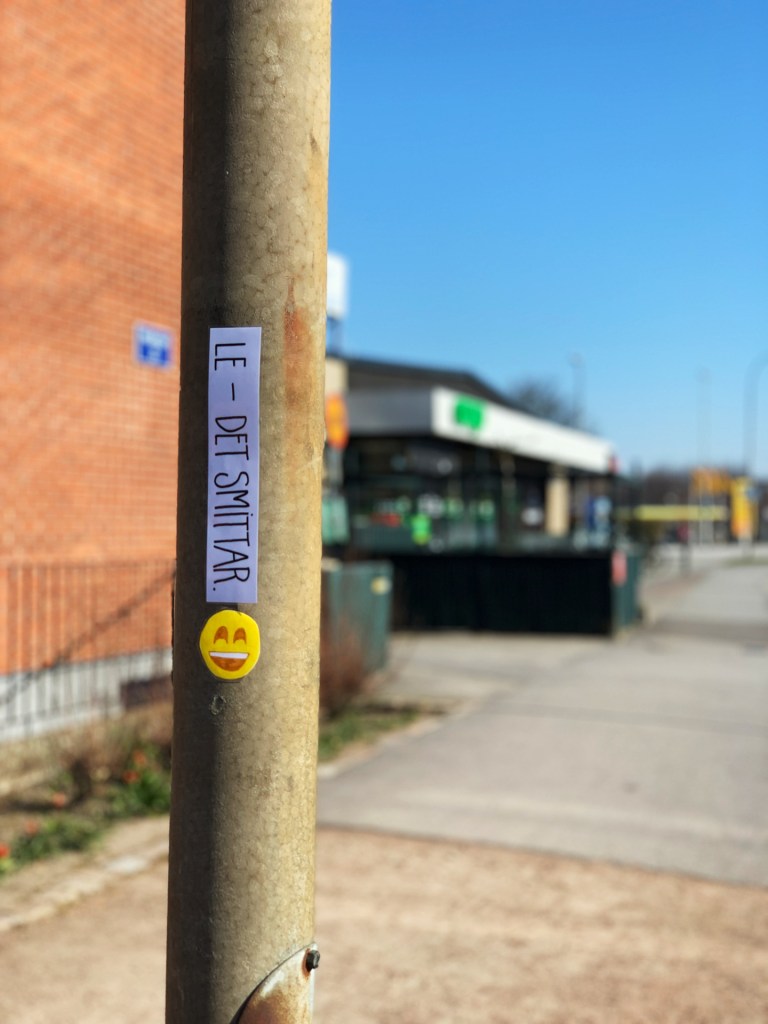 LE - DET SMITTAR.